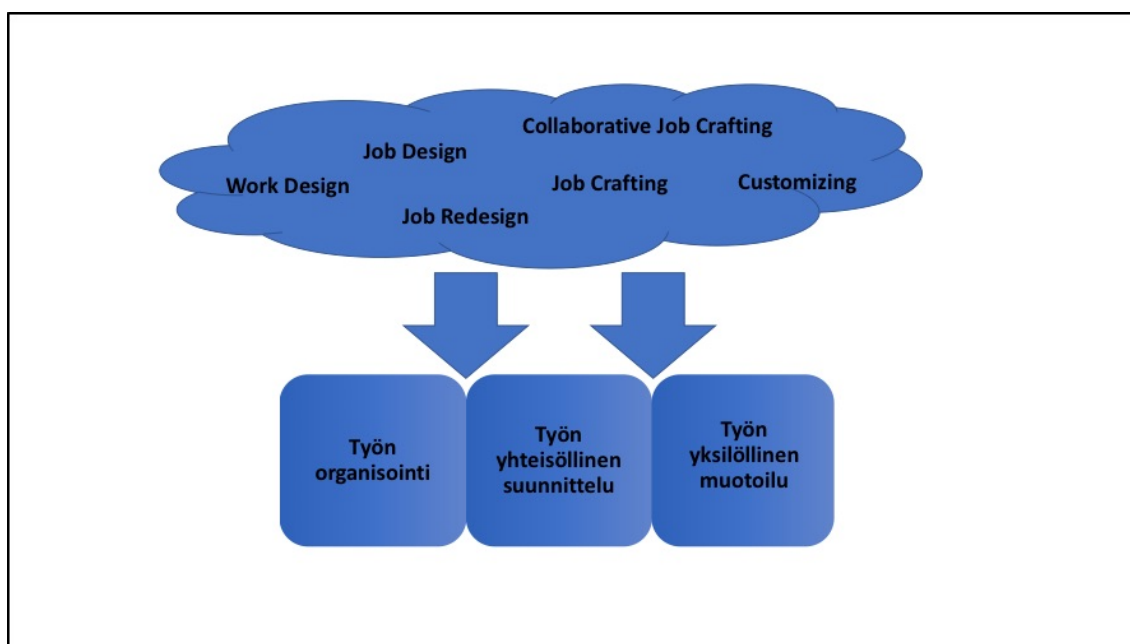 Collaborative Job Crafting
Job Design
Work Design
Job Crafting
Customizing
Job Redesign
Työn
organisointi
Työn
yhteisöllinen
suunnittelu
Työn
yksilöllinen
muotoilu